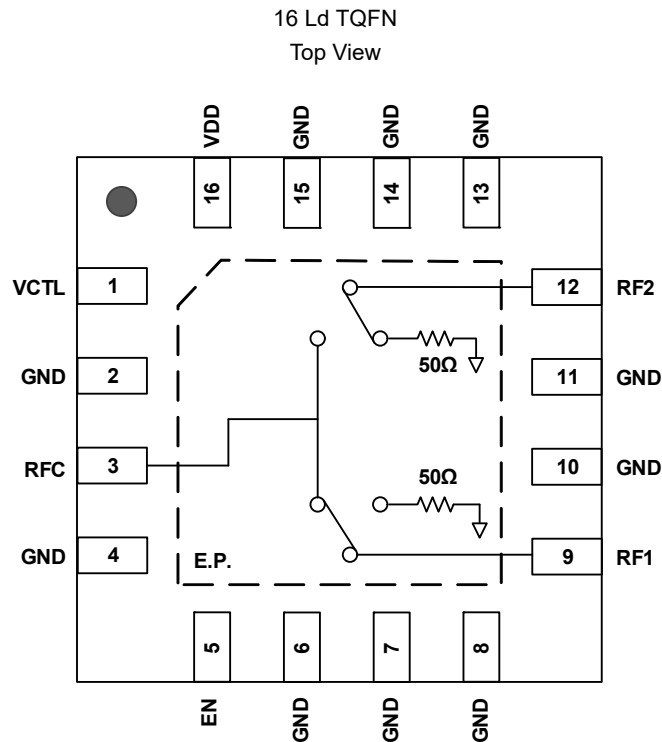 16 Ld TQFN
Top View
VDD
GND
GND
GND
16
15
14
13
VCTL
1
12
RF2
50Ω
GND
2
11
GND
RFC
3
10
GND
50Ω
GND
4
E.P.
9
RF1
5
6
7
8
EN
GND
GND
GND